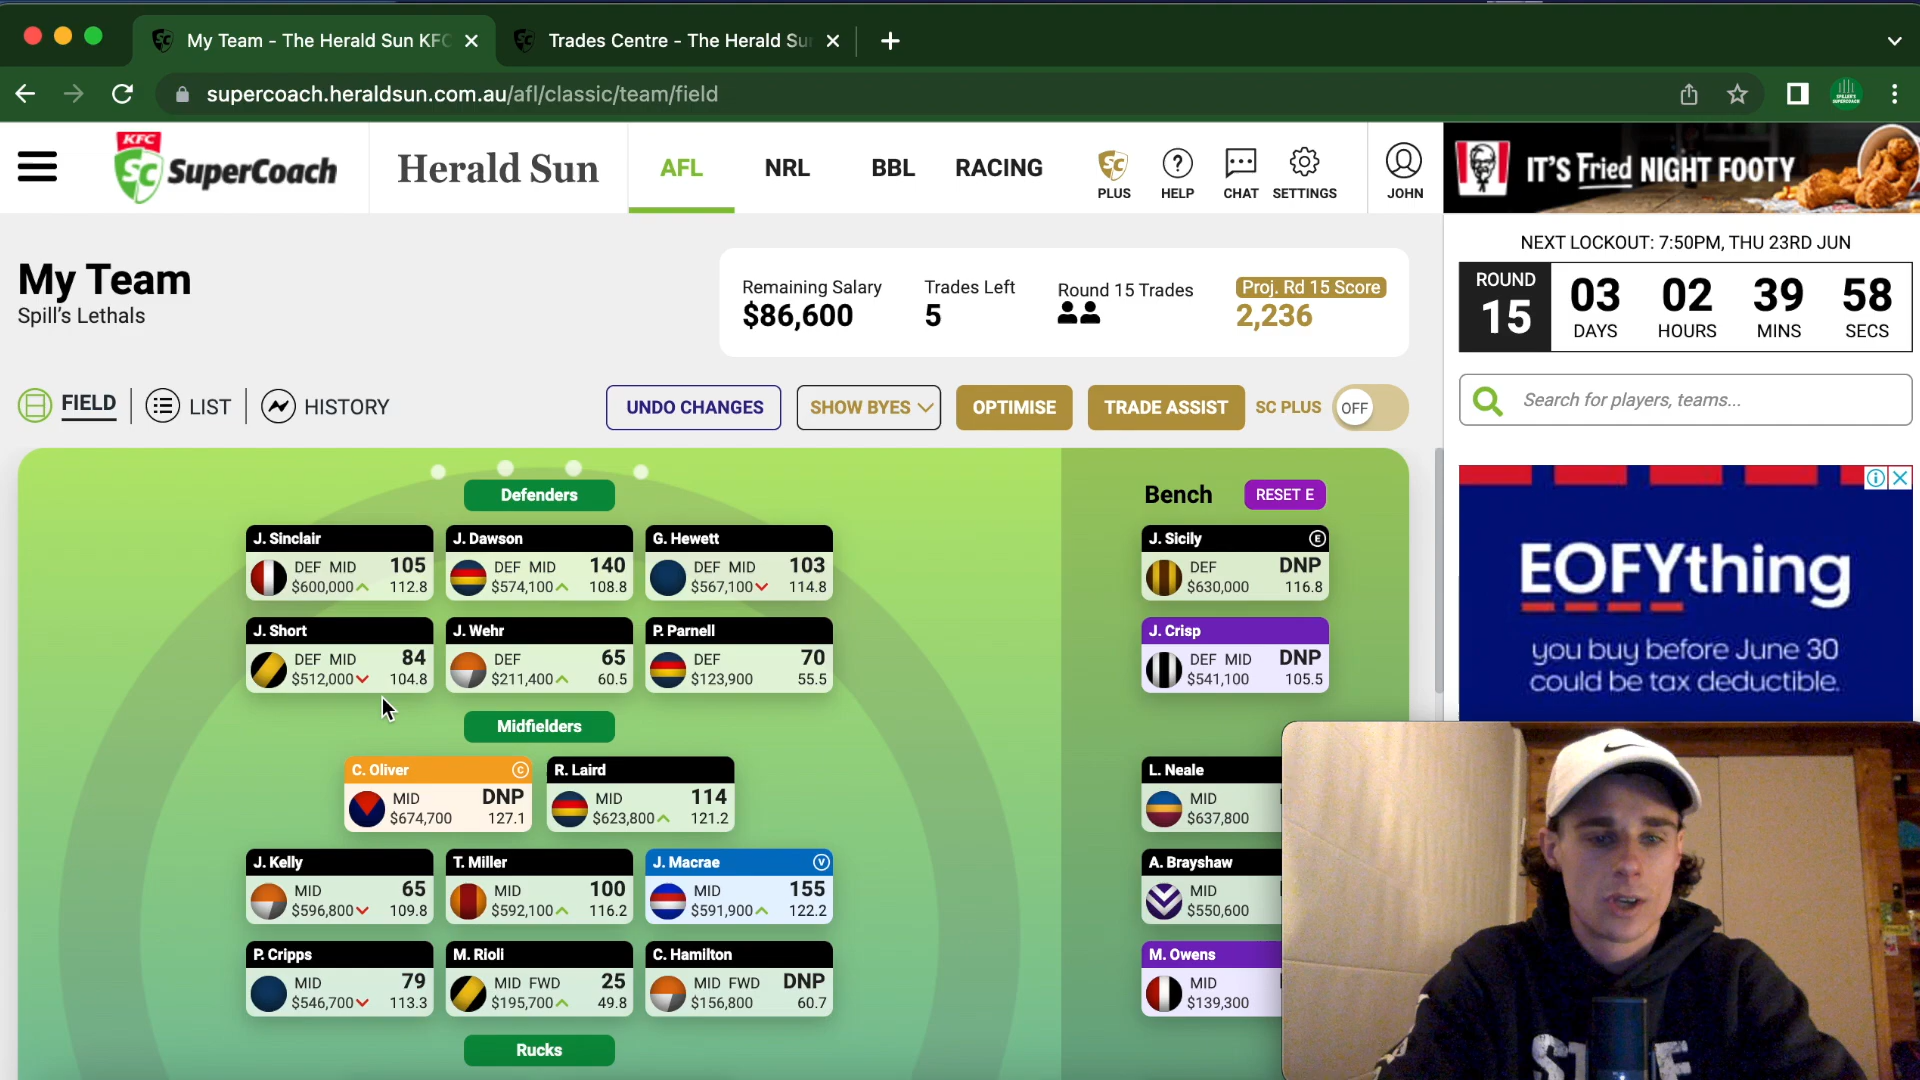 My Team - The Herald Sun KFC
Trades Centre - The Herald Sun
supercoach.heraldsun.com.au/afl/classic/team/field
KFC
SC SuperCoach
Herald Sun
AFL
NRL
BBL
RACING
PLUS
HELP
CHAT
SETTINGS
JOHN
IT'S Fried NIGHT FOOTY
NEXT LOCKOUT: 7:50PM, THU 23RD JUN
ROUND 15
03 DAYS
02 HOURS
39 MINS
58 SECS
My Team
Spill's Lethals
Remaining Salary
$86,600
Trades Left
5
Round 15 Trades
Proj. Rd 15 Score
2,236
FIELD
LIST
HISTORY
UNDO CHANGES
SHOW BYES
OPTIMISE
TRADE ASSIST
SC PLUS
OFF
Search for players, teams...
Defenders
Bench
RESET E
J. Sinclair
DEF MID 105
$600,000 112.8
J. Dawson
DEF MID 140
$574,100 108.8
G. Hewett
DEF MID 103
$567,100 114.8
J. Sicily E
DEF DNP
$630,000 116.8
J. Short
DEF MID 84
$512,000 104.8
J. Wehr
DEF 65
$211,400 60.5
P. Parnell
DEF 70
$123,900 55.5
J. Crisp
DEF MID DNP
$541,100 105.5
Midfielders
C. Oliver C
MID DNP
$674,700 127.1
R. Laird
MID 114
$623,800 121.2
L. Neale
MID
$637,800
J. Kelly
MID 65
$596,800 109.8
T. Miller
MID 100
$592,100 116.2
J. Macrae V
MID 155
$591,900 122.2
A. Brayshaw
MID
$550,600
P. Cripps
MID 79
$546,700 113.3
M. Rioli
MID FWD 25
$195,700 49.8
C. Hamilton
MID FWD DNP
$156,800 60.7
M. Owens
MID
$139,300
Rucks
EOFYthing
you buy before June 30
could be tax deductible.